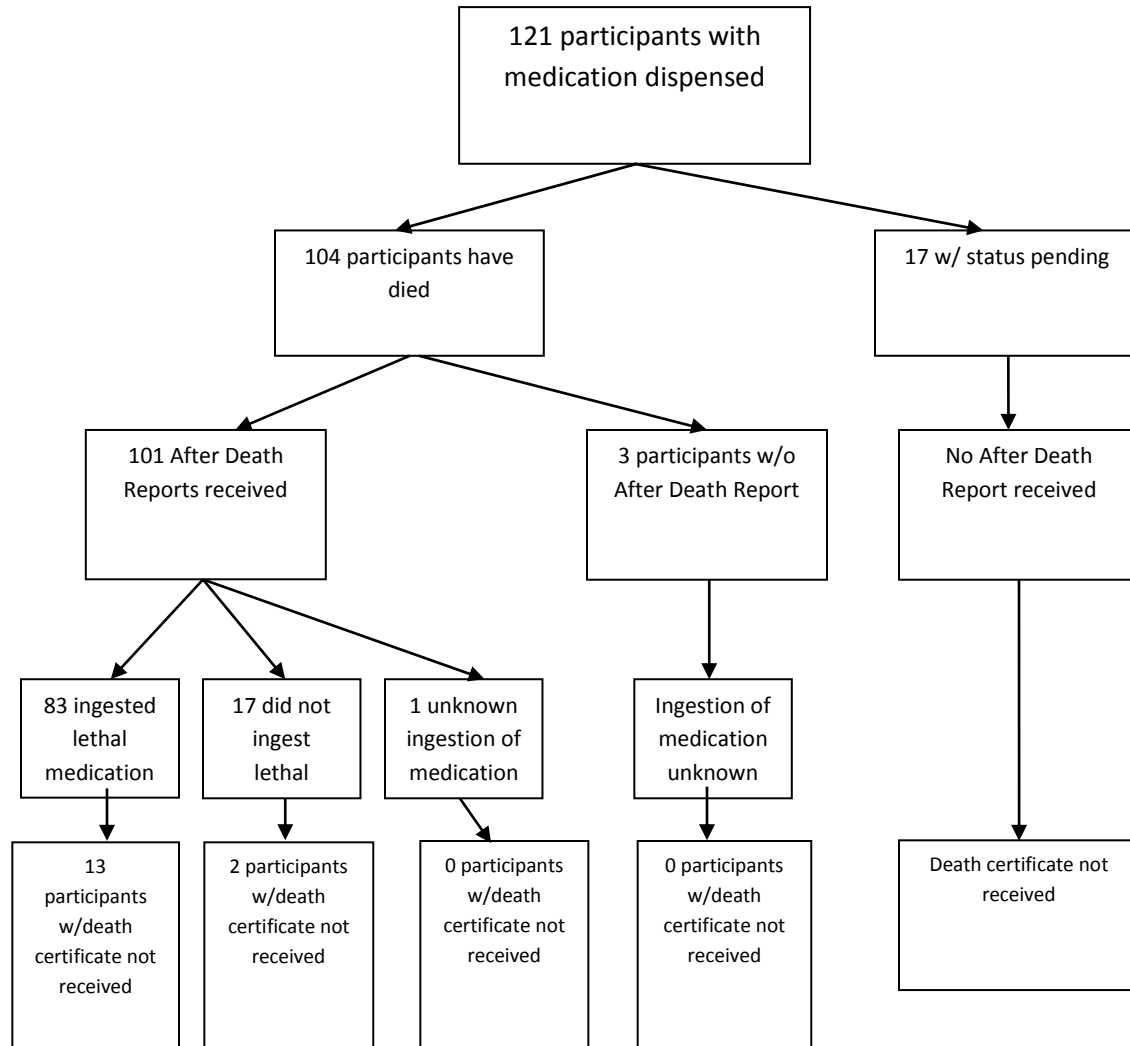 121 participants with
medication dispensed
104 participants have
died
17 w/ status pending
101 After Death
Reports received
3 participants w/o
After Death Report
No After Death
Report received
83 ingested
lethal
medication
17 did not
ingest
lethal
1 unknown
ingestion of
medication
Ingestion of
medication
unknown
13
participants
w/death
certificate not
received
2 participants
w/death
certificate not
received
0 participants
w/death
certificate not
received
0 participants
w/death
certificate not
received
Death certificate not
received